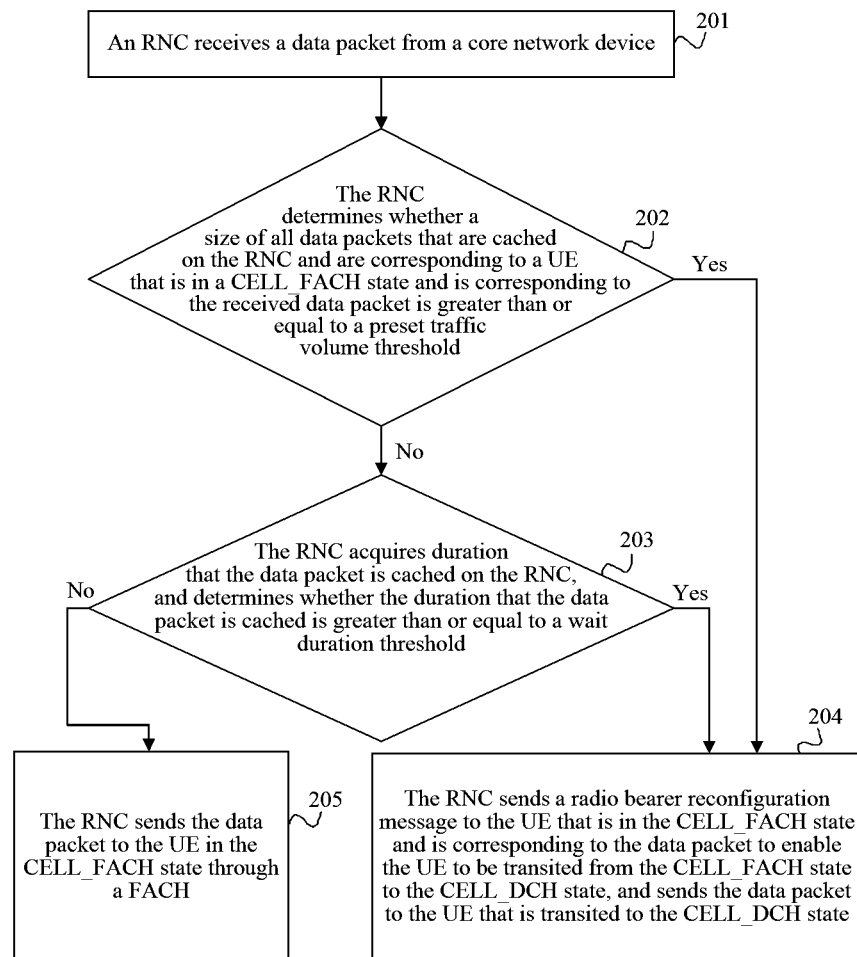 An RNC receives a data packet from a core network device
201
The RNC
determines whether a
size of all data packets that are cached
on the RNC and are corresponding to a UE
that is in a CELL_FACH state and is corresponding to
the received data packet is greater than or
equal to a preset traffic
volume threshold
202
Yes
No
The RNC acquires duration
that the data packet is cached on the RNC,
and determines whether the duration that the data
packet is cached is greater than or equal to a wait
duration threshold
203
No
Yes
204
The RNC sends the data
packet to the UE in the
CELL_FACH state through
a FACH
205
The RNC sends a radio bearer reconfiguration
message to the UE that is in the CELL_FACH state
and is corresponding to the data packet to enable
the UE to be transited from the CELL_FACH state
to the CELL_DCH state, and sends the data packet
to the UE that is transited to the CELL_DCH state